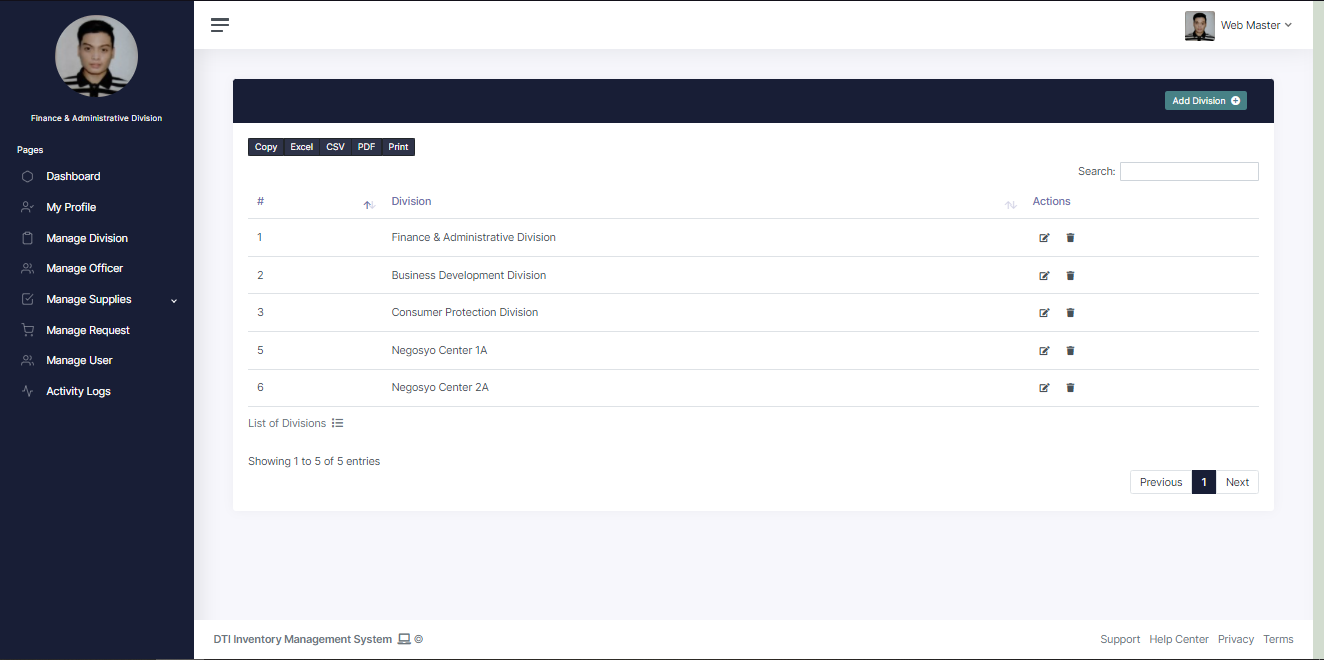 Web Master
Finance & Administrative Division
Pages
Dashboard
My Profile
Manage Division
Manage Officer
Manage Supplies
Manage Request
Manage User
Activity Logs
Add Division
Copy Excel CSV PDF Print
Search:
# Division Actions
1 Finance & Administrative Division
2 Business Development Division
3 Consumer Protection Division
5 Negosyo Center 1A
6 Negosyo Center 2A
List of Divisions
Showing 1 to 5 of 5 entries
Previous 1 Next
DTI Inventory Management System ©
Support Help Center Privacy Terms